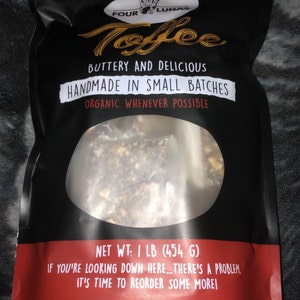 FOUR LUNAS
Toffee
BUTTERY AND DELICIOUS
HANDMADE IN SMALL BATCHES
ORGANIC WHENEVER POSSIBLE
NET WT: 1 LB (454 G)
IF YOU'RE LOOKING DOWN HERE...THERE'S A PROBLEM.
IT'S TIME TO REORDER SOME MORE!